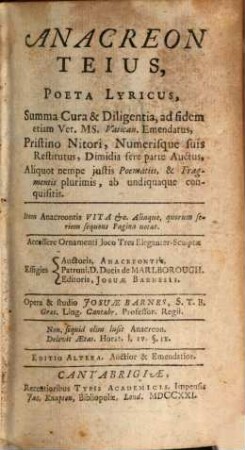 ANACREON
TEIUS,
POETA LYRICUS,
Summa Cura & Diligentia, ad fidem
etiam Vet. MS. Vatican. Emendatus,
Pristino Nitori, Numerisque suis
Restitutus, Dimidia fere parte Auctus,
Aliquot nempe justis Poematiis, & Frag-
mentis plurimis, ab undiquaque con-
quisitis.
Item Anacreontis VITA &c. Aliaque, quorum se-
riem sequens Pagina notat.
Accessere Ornamenti loco Tres Eleganter-Sculptæ
Effigies
Auctoris, ANACREONTIS.
Patroni, D. Ducis de MARLBOROUGH.
Editoris, JOSUÆ BARNESII.
Opera & studio JOSUÆ BARNES, S. T. B.
Græc. Ling. Cantabr. Professor. Regii.
Non, siquid olim lusit Anacreon,
Delevit Ætas. Horat. l. IV. §. IX.
EDITIO ALTERA. Auctior & Emendatior.
CANTABRIGIÆ,
Recentioribus TYPIS ACADEMICIS. Impensis
Jac. Knapton, Bibliopolæ, Lond. MDCCXXI.